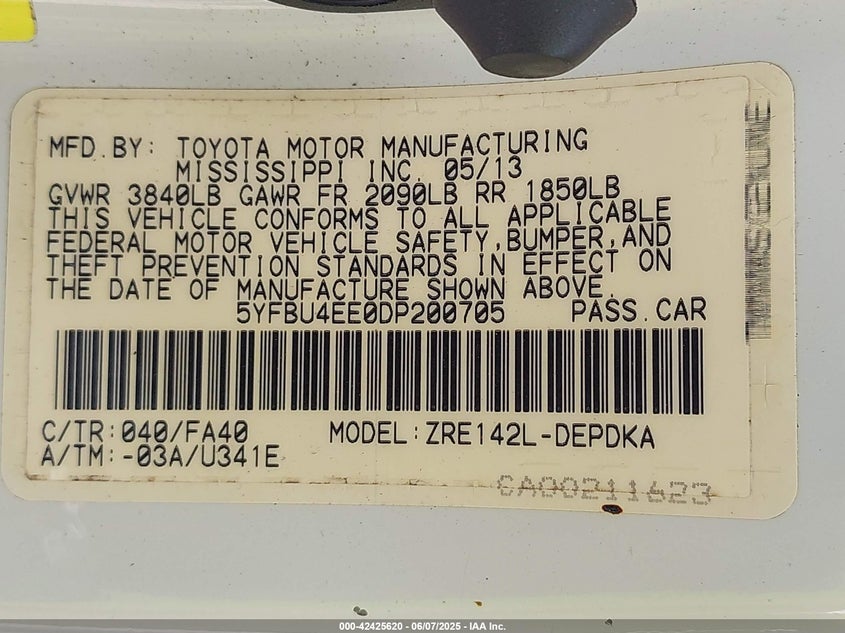 MFD.BY: TOYOTA MOTOR MANUFACTURING
MISSISSIPPI INC. 05/13
GVWR 3840LB GAWR FR 2090LB RR 1850LB
THIS VEHICLE CONFORMS TO ALL APPLICABLE
FEDERAL MOTOR VEHICLE SAFETY,BUMPER,AND
THEFT PREVENTION STANDARDS IN EFFECT ON
THE DATE OF MANUFACTURE SHOWN ABOVE.
5YFBU4EE0DP200705 PASS.CAR
C/TR:040/FA40 MODEL:ZRE142L-DEPDKA
A/TM:-03A/U341E
CA00211623
000-42425620 - 06/07/2025 - IAA Inc.